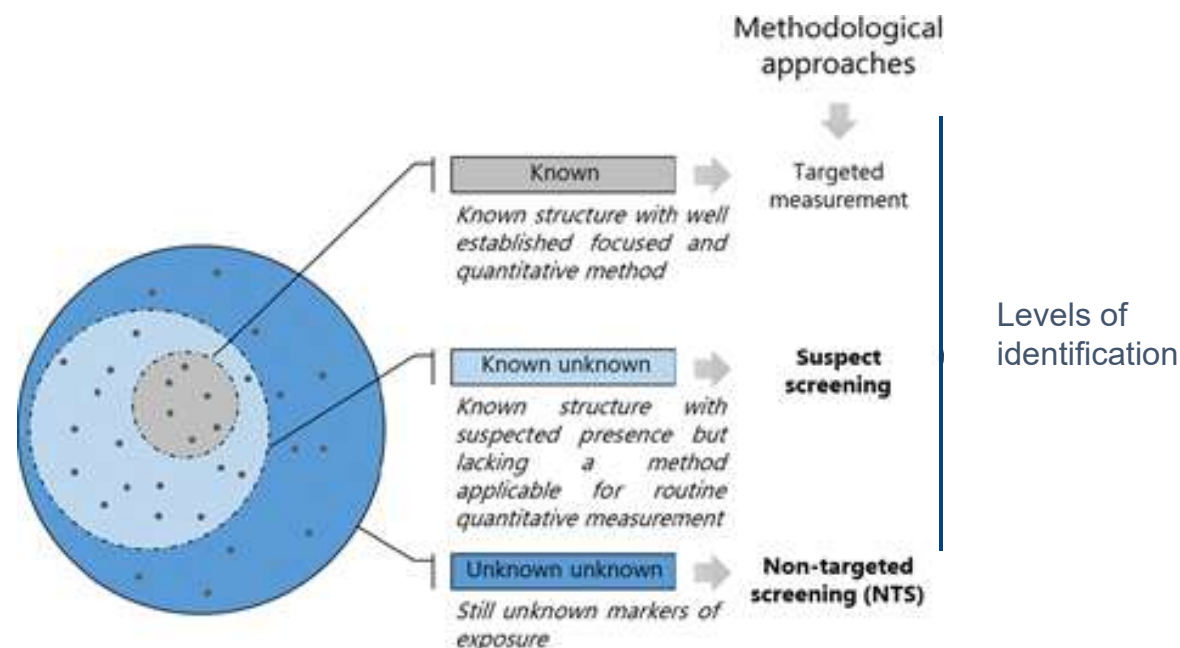 Methodological
approaches
Known
Targeted
measurement
Known structure with well
established focused and
quantitative method
Levels of
identification
Known unknown
Suspect
screening
Known structure with
suspected presence but
lacking a method
applicable for routine
quantitative measurement
Unknown unknown
Non-targeted
screening (NTS)
Still unknown markers of
exposure